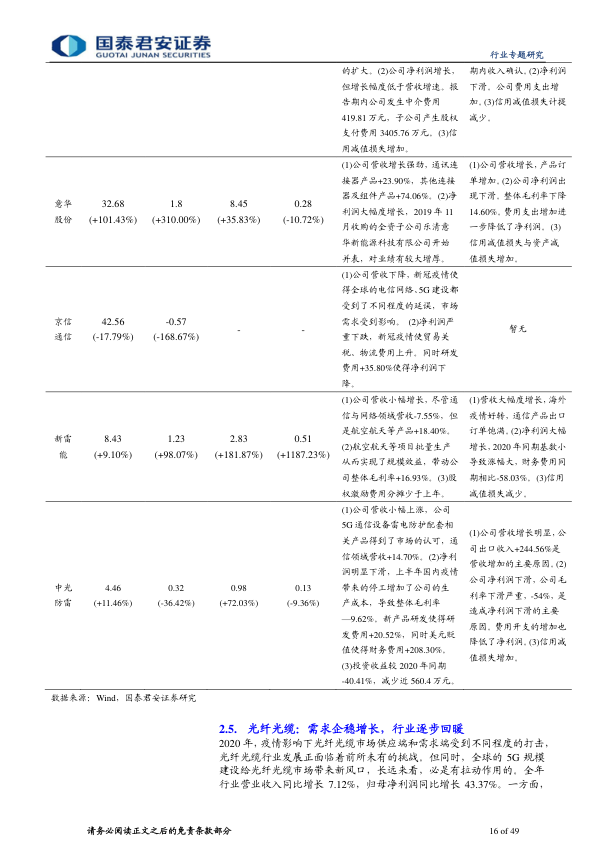 国泰君安证券
GUOTAI JUNAN SECURITIES
行业专题研究
的扩大。(2)公司净利润增长，
但增长幅度低于营收增速。报
告期内公司发生中介费用
419.81 万元，子公司产生股权
支付费用 3405.76 万元。(3)信
用减值损失增加。
期内收入确认。(2)净利润
下滑。公司费用支出增
加。(3)信用减值损失计提
减少。
意华
股份
32.68
(+101.43%)
1.8
(+310.00%)
8.45
(+35.83%)
0.28
(-10.72%)
(1)公司营收增长强劲，通讯连
接器产品+23.90%，其他连接
器及组件产品+74.06%。(2)净
利润大幅度增长，2019 年 11
月收购的全资子公司乐清意
华新能源科技有限公司开始
并表，对业绩有较大增厚。
(1)公司营收增长，产品订
单增加。(2)公司净利润出
现下滑。整体毛利率下降
14.60%。费用支出增加进
一步降低了净利润。(3)
信用减值损失与资产减
值损失增加。
京信
通信
42.56
(-17.79%)
-0.57
(-168.67%)
-
-
(1)公司营收下降，新冠疫情使
得全球的电信网络、5G 建设都
受到了不同程度的延误，市场
需求受到影响。 (2)净利润严
重下跌，新冠疫情使贸易关
税、物流费用上升。同时研发
费用+35.80%使得净利润下
降。
暂无
新雷
能
8.43
(+9.10%)
1.23
(+98.07%)
2.83
(+181.87%)
0.51
(+1187.23%)
(1)公司营收小幅增长，尽管通
信与网络领域营收-7.55%，但
是航空航天等产品+18.40%。
(2)航空航天等项目批量生产
从而实现了规模效益，带动公
司整体毛利率+16.93%。(3)股
权激励费用分摊少于上年。
(1)营收大幅度增长，海外
疫情好转，通信产品出口
订单饱满。(2)净利润大幅
增长，2020 年同期基数小
导致涨幅大，财务费用同
期相比-58.03%。(3)信用
减值损失减少。
中光
防雷
4.46
(+11.46%)
0.32
(-36.42%)
0.98
(+72.03%)
0.13
(-9.36%)
(1)公司营收小幅上涨，公司
5G 通信设备雷电防护配套相
关产品得到了市场的认可，通
信领域营收+14.70%。(2)净利
润明显下滑，上半年国内疫情
带来的停工增加了公司的生
产成本，导致整体毛利率
—9.62%。新产品研发使得研
发费用+20.52%，同时美元贬
值使得财务费用+208.30%。
(3)投资收益较 2020 年同期
-40.41%，减少近 560.4 万元。
(1)公司营收增长明显，公
司出口收入+244.56%是
营收增加的主要原因。(2)
公司净利润下滑，公司毛
利率下滑严重，-54%，是
造成净利润下滑的主要
原因。费用开支的增加也
降低了净利润。(3)信用减
值损失增加。
数据来源：Wind，国泰君安证券研究
2.5. 光纤光缆：需求企稳增长，行业逐步回暖
2020 年，疫情影响下光纤光缆市场供应端和需求端受到不同程度的打击，
光纤光缆行业发展正面临着前所未有的挑战。但同时，全球的 5G 规模
建设给光纤光缆市场带来新风口，长远来看，必是有拉动作用的。全年
行业营业收入同比增长 7.12%，归母净利润同比增长 43.37%。一方面，
请务必阅读正文之后的免责条款部分
16 of 49